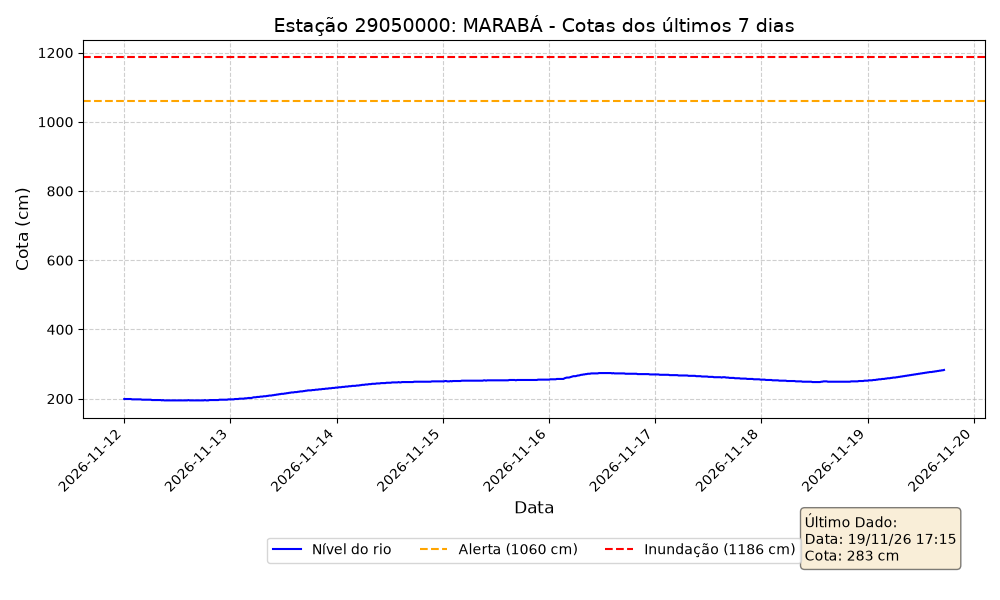 Estação 29050000: MARABÁ - Cotas dos últimos 7 dias
Cota (cm)
1200
1000
800
600
400
200
2026-11-12
2026-11-13
2026-11-14
2026-11-15
2026-11-16
2026-11-17
2026-11-18
2026-11-19
2026-11-20
Data
Nível do rio
Alerta (1060 cm)
Inundação (1186 cm)
Último Dado:
Data: 19/11/26 17:15
Cota: 283 cm